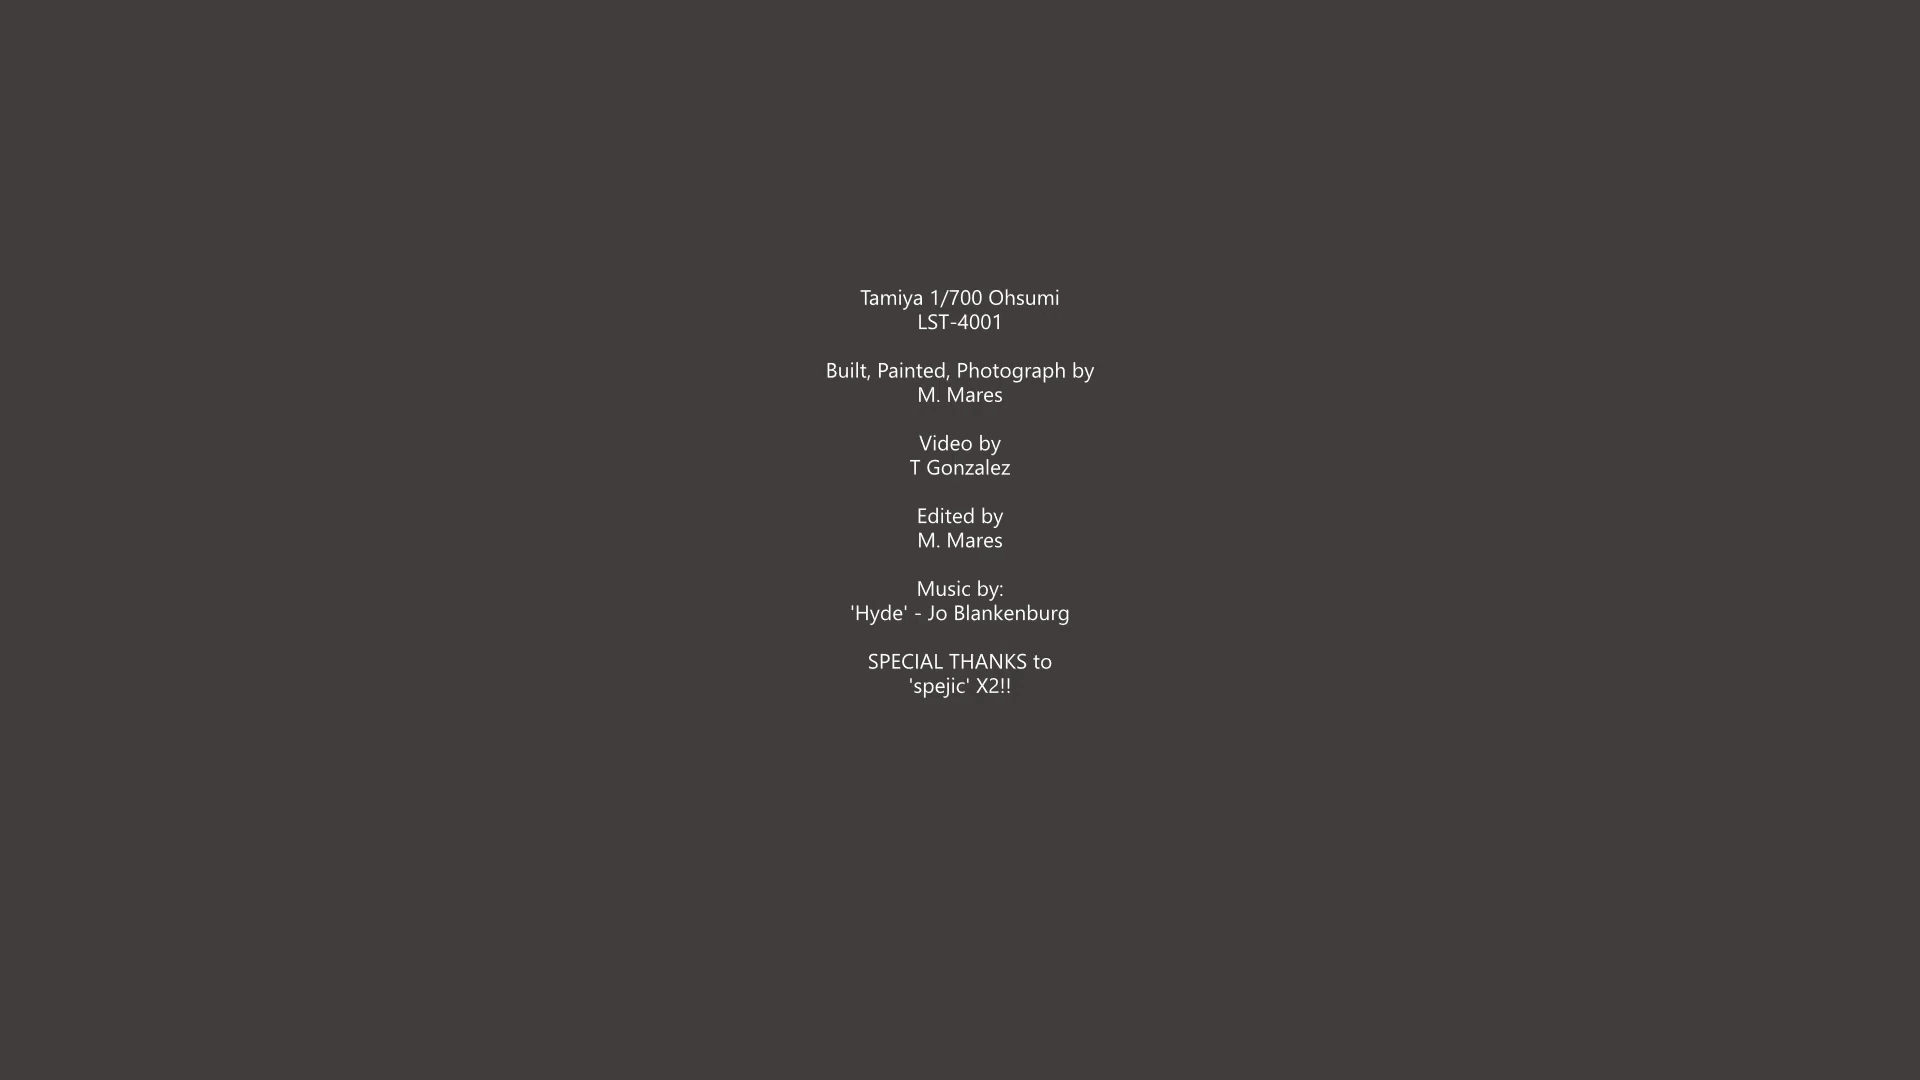 Tamiya 1/700 Ohsumi
LST-4001
Built, Painted, Photograph by
M. Mares
Video by
T Gonzalez
Edited by
M. Mares
Music by:
'Hyde' - Jo Blankenburg
SPECIAL THANKS to
'spejic' X2!!